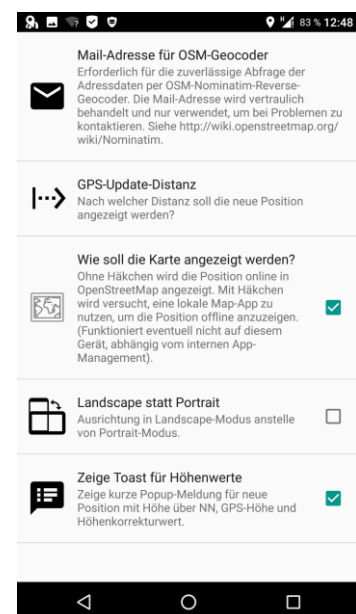 83 % 12:48
Mail-Adresse für OSM-Geocoder
Erforderlich für die zuverlässige Abfrage der
Adressdaten per OSM-Nominatim-Reverse-
Geocoder. Die Mail-Adresse wird vertraulich
behandelt und nur verwendet, um bei Problemen zu
kontaktieren. Siehe http://wiki.openstreetmap.org/
wiki/Nominatim.
GPS-Update-Distanz
Nach welcher Distanz soll die neue Position
angezeigt werden?
Wie soll die Karte angezeigt werden?
Ohne Häkchen wird die Position online in
OpenStreetMap angezeigt. Mit Häkchen
wird versucht, eine lokale Map-App zu
nutzen, um die Position offline anzuzeigen.
(Funktioniert eventuell nicht auf diesem
Gerät, abhängig vom internen App-
Management).
Landscape statt Portrait
Ausrichtung in Landscape-Modus anstelle
von Portrait-Modus.
Zeige Toast für Höhenwerte
Zeige kurze Popup-Meldung für neue
Position mit Höhe über NN, GPS-Höhe und
Höhenkorrekturwert.